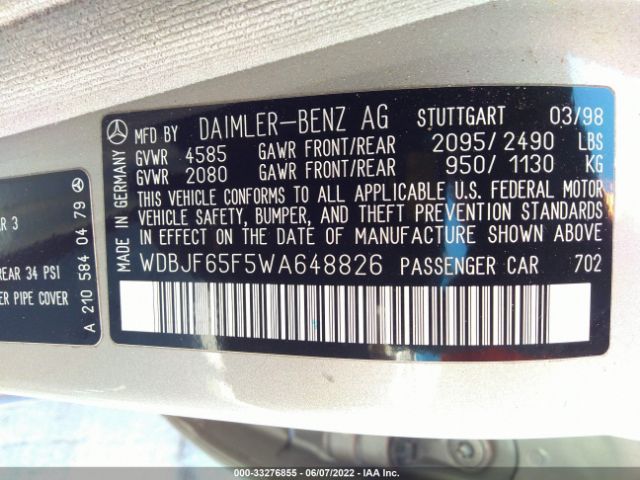 MFD BY DAIMLER-BENZ AG STUTTGART 03/98
GVWR 4585 GAWR FRONT/REAR 2095/2490 LBS
GVWR 2080 GAWR FRONT/REAR 950/1130 KG
THIS VEHICLE CONFORMS TO ALL APPLICABLE U.S. FEDERAL MOTOR
VEHICLE SAFETY, BUMPER, AND THEFT PREVENTION STANDARDS
IN EFFECT ON THE DATE OF MANUFACTURE SHOWN ABOVE
WDBJF65F5WA648826 PASSENGER CAR 702
MADE IN GERMANY
A 210 584 04 79
3
REAR 34 PSI
PIPE COVER
000-33276855 - 06/07/2022 - IAA Inc.